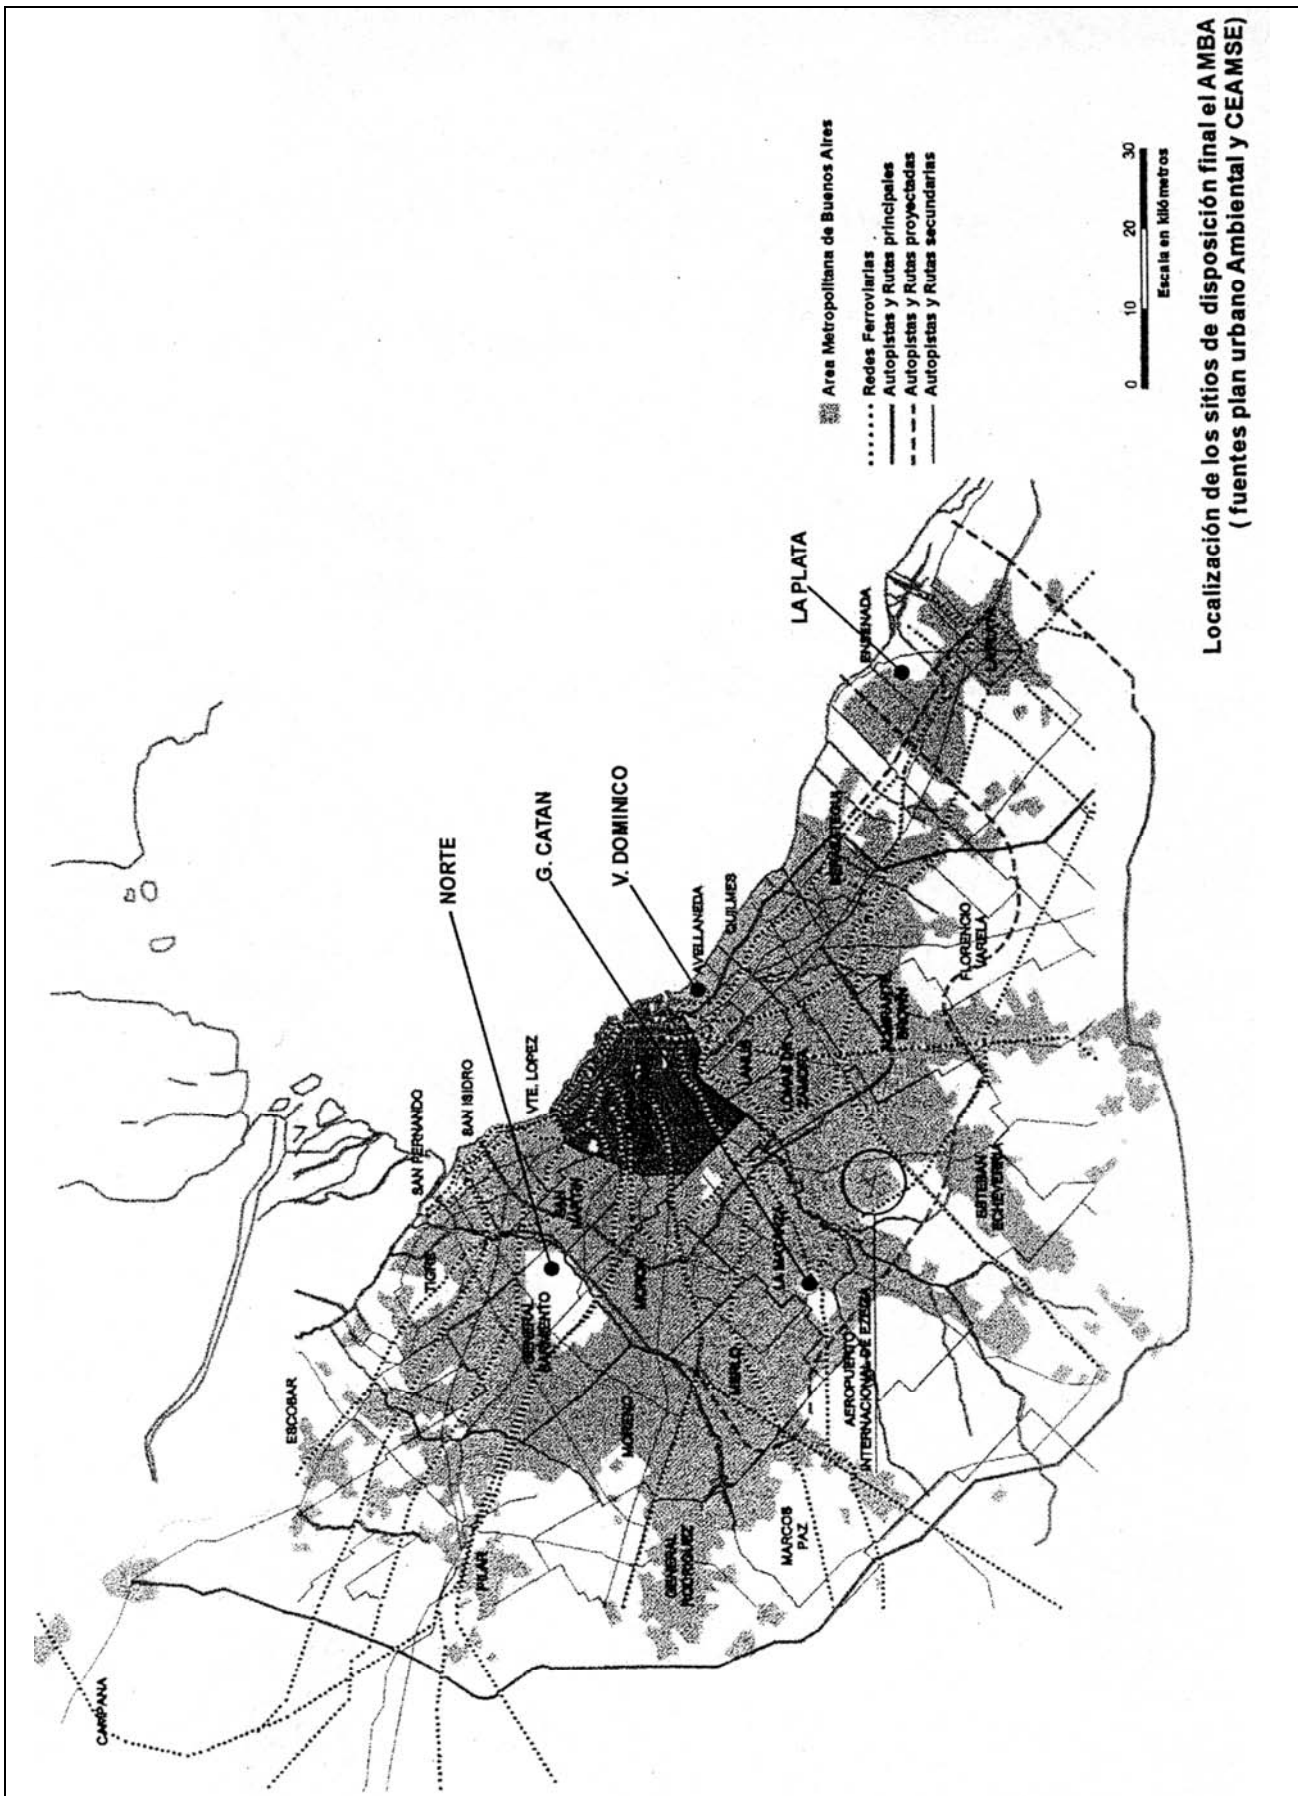 CAMPANA
ESCOBAR
PILAR
TIGRE
SAN FERNANDO
SAN ISIDRO
VTE. LOPEZ
NORTE
G. CATAN
V. DOMINICO
LA PLATA
GENERAL
SARMIENTO
SAN
MARTIN
MORON
MORENO
MERLO
GENERAL
RODRIGUEZ
MARCOS
PAZ
LA MATANZA
AEROPUERTO
INTERNACIONAL DE EZEIZA
ESTEBAN
ECHEVERRIA
LANUS
LOMAS DE
ZAMORA
ALMIRANTE
BROWN
AVELLANEDA
QUILMES
BERAZATEGUI
FLORENCIO
VARELA
ENSENADA
LA PLATA
Area Metropolitana de Buenos Aires
Redes Ferroviarias
Autopistas y Rutas principales
Autopistas y Rutas proyectadas
Autopistas y Rutas secundarias
0 10 20 30
Escala en kilómetros
Localización de los sitios de disposición final el AMBA
( fuentes plan urbano Ambiental y CEAMSE)